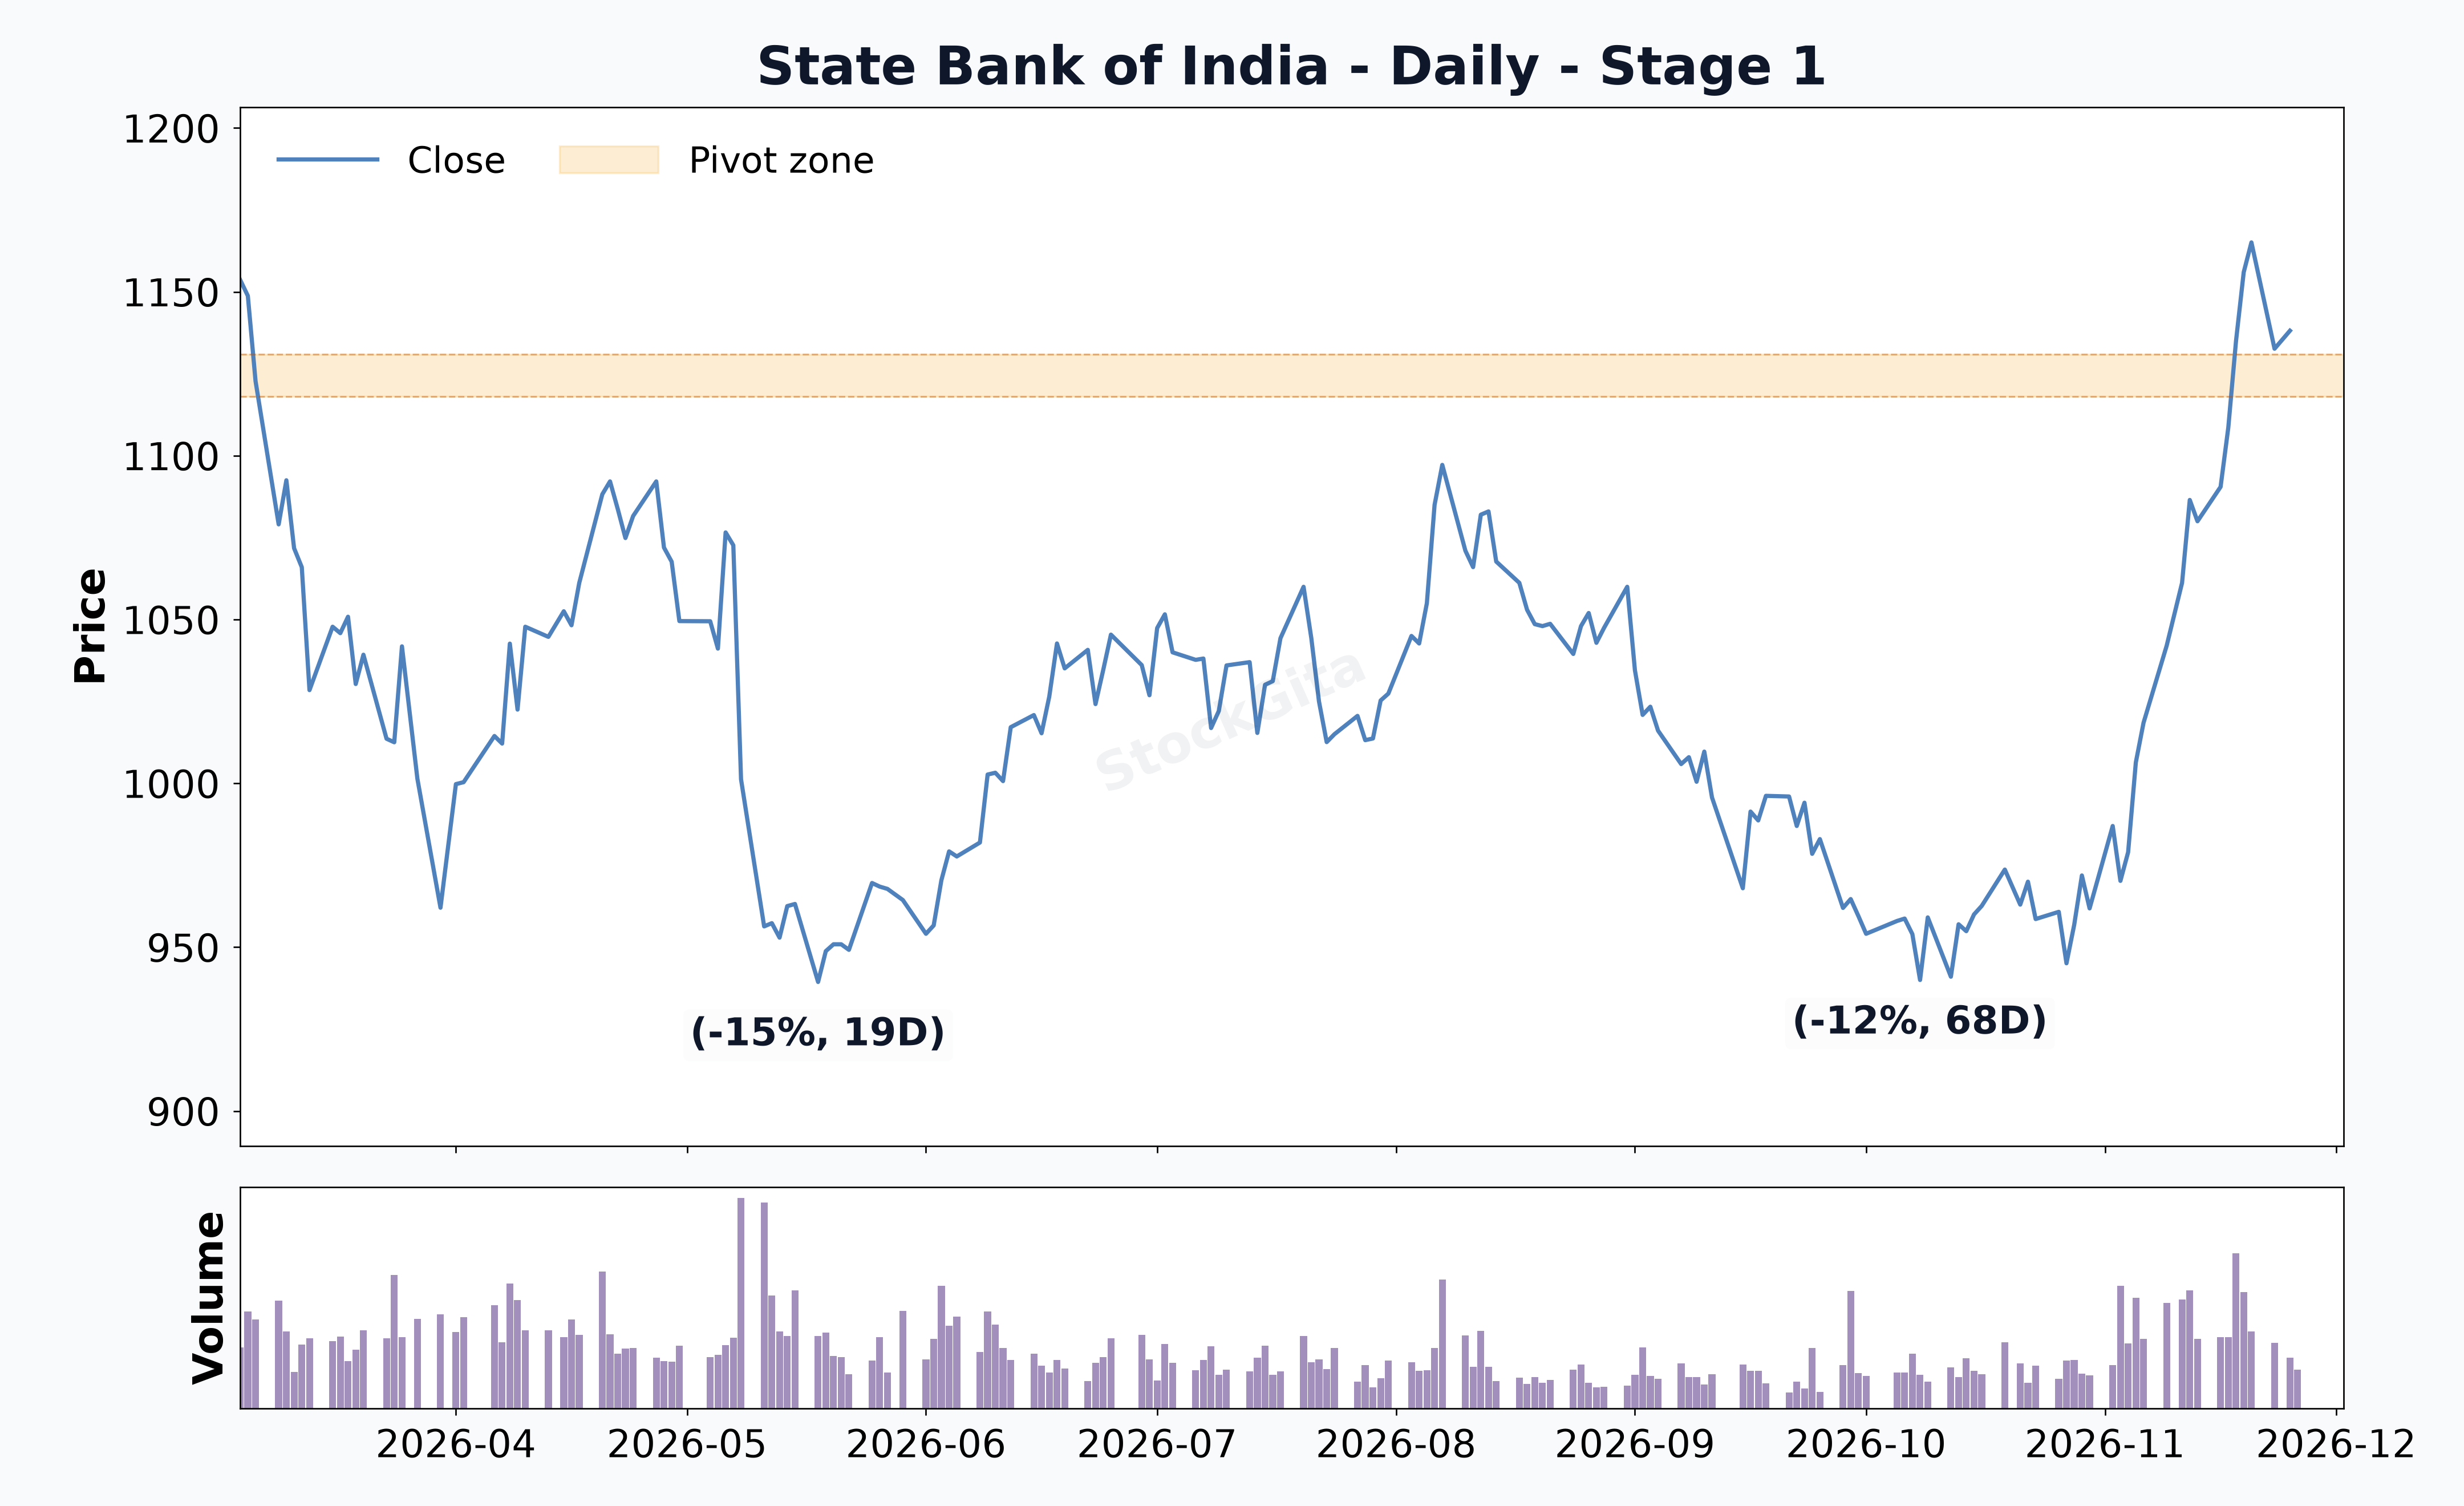 State Bank of India - Daily - Stage 1
Close
Pivot zone
Price
1200
1150
1100
1050
1000
950
900
StockGita
(-15%, 19D)
(-12%, 68D)
Volume
2026-04
2026-05
2026-06
2026-07
2026-08
2026-09
2026-10
2026-11
2026-12